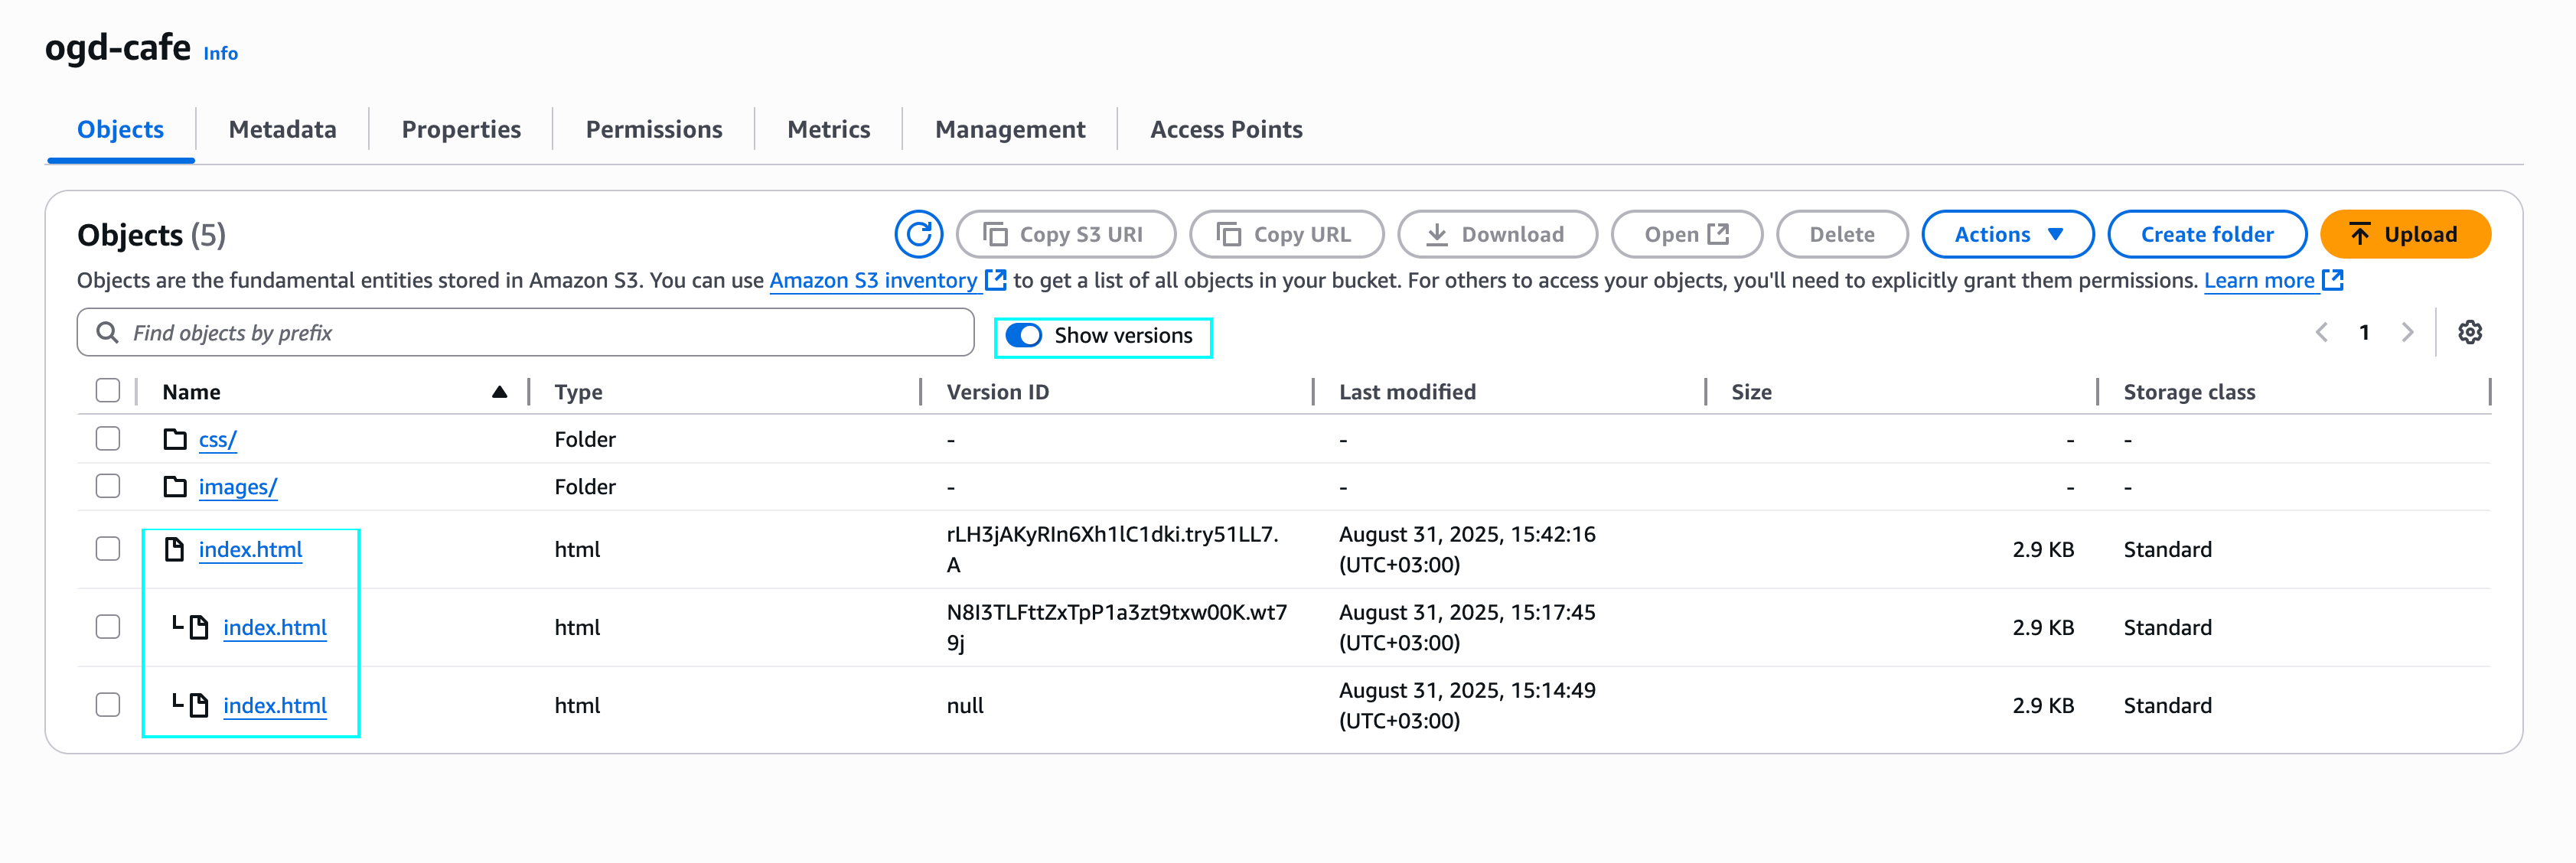 ogd-cafe Info
Objects Metadata Properties Permissions Metrics Management Access Points
Objects (5) Copy S3 URI Copy URL Download Open Delete Actions Create folder Upload
Objects are the fundamental entities stored in Amazon S3. You can use Amazon S3 inventory to get a list of all objects in your bucket. For others to access your objects, you'll need to explicitly grant them permissions. Learn more
Find objects by prefix Show versions 1
Name Type Version ID Last modified Size Storage class
css/ Folder - - - -
images/ Folder - - - -
index.html html rLH3jAKyRIn6Xh1lC1dki.try51LL7. August 31, 2025, 15:42:16 2.9 KB Standard
A (UTC+03:00)
index.html html N8I3TLFttZxTpP1a3zt9txw00K.wt7 August 31, 2025, 15:17:45 2.9 KB Standard
9j (UTC+03:00)
index.html html null August 31, 2025, 15:14:49 2.9 KB Standard
(UTC+03:00)